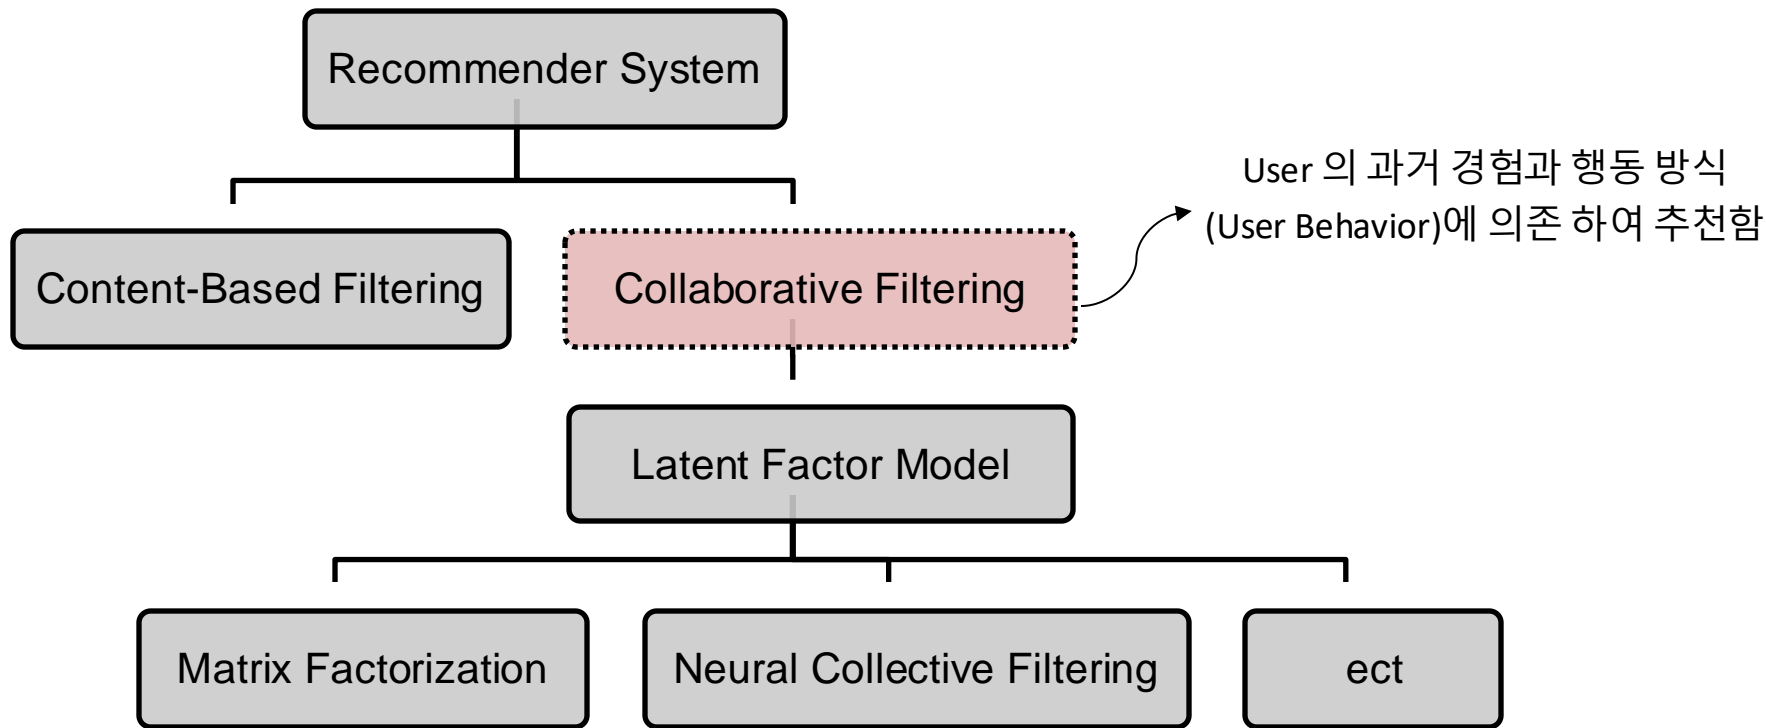 Recommender System
User 의 과거 경험과 행동 방식
(User Behavior)에 의존 하여 추천함
Content-Based Filtering
Collaborative Filtering
Latent Factor Model
Matrix Factorization
Neural Collective Filtering
ect